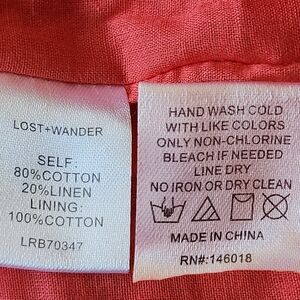 LOST+WANDER
SELF:
80%COTTON
20%LINEN
LINING:
100%COTTON
LRB70347
HAND WASH COLD
WITH LIKE COLORS
ONLY NON-CHLORINE
BLEACH IF NEEDED
LINE DRY
NO IRON OR DRY CLEAN
MADE IN CHINA
RN#:146018